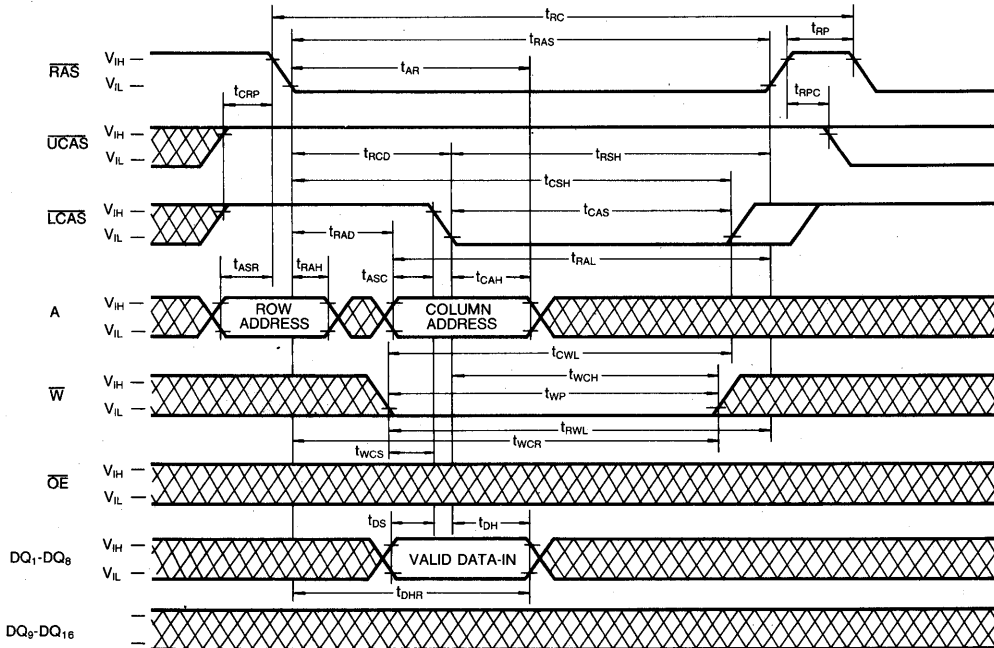 tRC
tRAS
tRP
RAS
VIH
VIL
tAR
tCRP
tRPC
UCAS
VIH
VIL
tRCD
tRSH
tCSH
LCAS
VIH
VIL
tCAS
tRAD
tRAL
tASR
tRAH
tASC
tCAH
A
VIH
VIL
ROW
ADDRESS
COLUMN
ADDRESS
tCWL
tWCH
W
VIH
VIL
tWP
tRWL
tWCR
tWCS
OE
VIH
VIL
tDS
tDH
DQ1-DQ8
VIH
VIL
VALID DATA-IN
tDHR
DQ9-DQ16